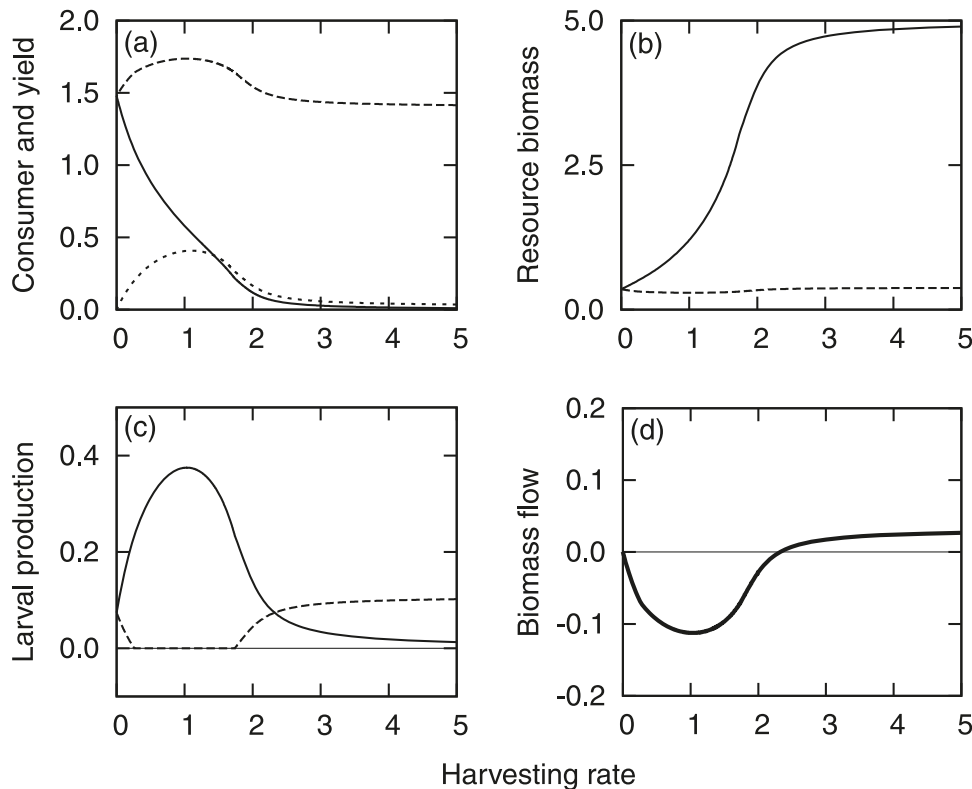 (a)
Consumer and yield
2.0
1.5
1.0
0.5
0.0
0 1 2 3 4 5
(b)
Resource biomass
5.0
2.5
0.0
0 1 2 3 4 5
(c)
Larval production
0.4
0.2
0.0
0 1 2 3 4 5
(d)
Biomass flow
0.2
0.1
0.0
-0.1
-0.2
0 1 2 3 4 5
Harvesting rate